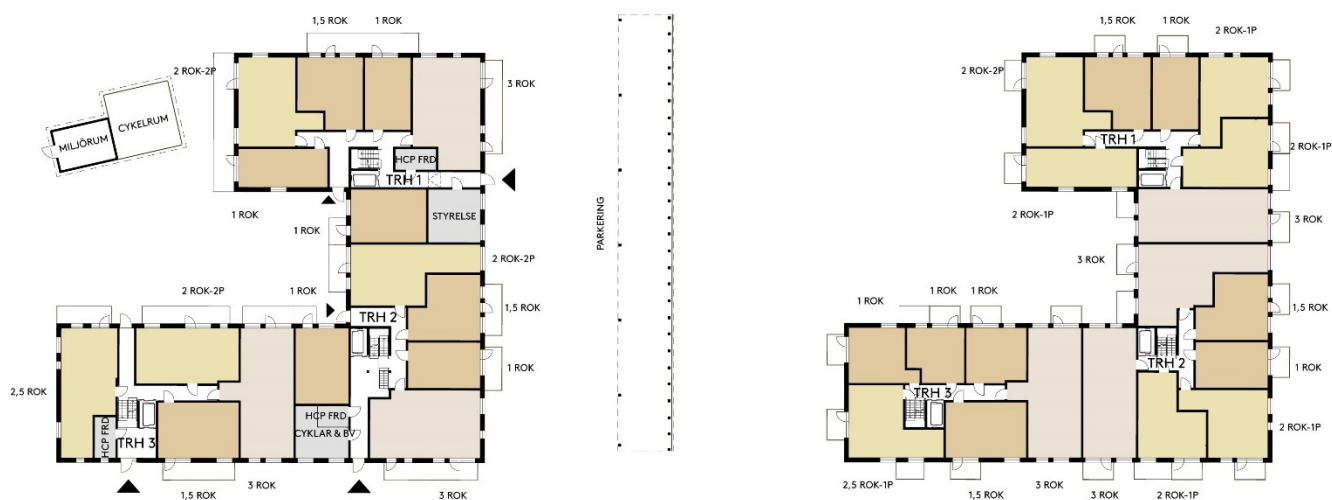 1,5 ROK
1 ROK
2 ROK-2P
3 ROK
CYKELRUM
MILJÖRUM
HCP FRD
TRH 1
1 ROK
1 ROK
STYRELSE
2 ROK-2P
2 ROK-2P
1 ROK
1,5 ROK
TRH 2
1 ROK
2,5 ROK
HCP FRD
TRH 3
HCP FRD
CYKLAR & BV
1,5 ROK
3 ROK
3 ROK
PARKERING
1,5 ROK
1 ROK
2 ROK-1P
2 ROK-2P
TRH 1
2 ROK-1P
2 ROK-1P
3 ROK
3 ROK
1 ROK
1 ROK
1 ROK
1,5 ROK
TRH 2
1 ROK
TRH 3
2 ROK-1P
2,5 ROK-1P
1,5 ROK
3 ROK
3 ROK
2 ROK-1P